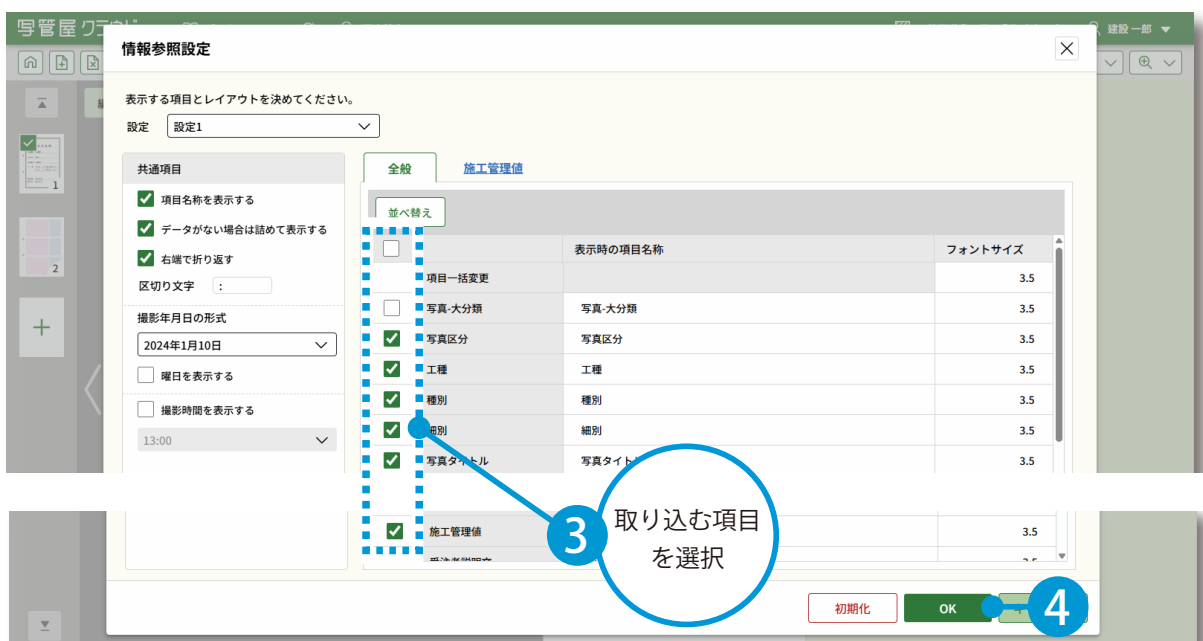 写管屋クラウド
建設 一郎
情報参照設定
表示する項目とレイアウトを決めてください。
設定
設定1
共通項目
項目名称を表示する
データがない場合は詰めて表示する
右端で折り返す
区切り文字
:
撮影年月日の形式
2024年1月10日
曜日を表示する
撮影時間を表示する
13:00
全般
施工管理値
並べ替え
表示時の項目名称
フォントサイズ
項目一括変更
3.5
写真-大分類
写真-大分類
3.5
写真区分
写真区分
3.5
工種
工種
3.5
種別
種別
3.5
細別
細別
3.5
写真タイトル
写真タイトル
3.5
施工管理値
3.5
3
取り込む項目
を選択
初期化
OK
4
1
2